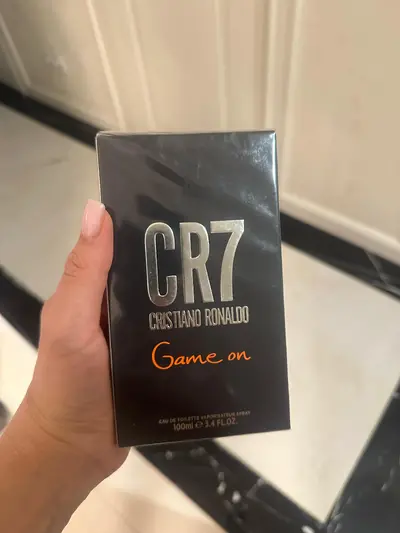 CR7
CRISTIANO RONALDO
Game on
EAU DE TOILETTE VAPORISATEUR SPRAY
100ml ℮ 3.4 FL.OZ.